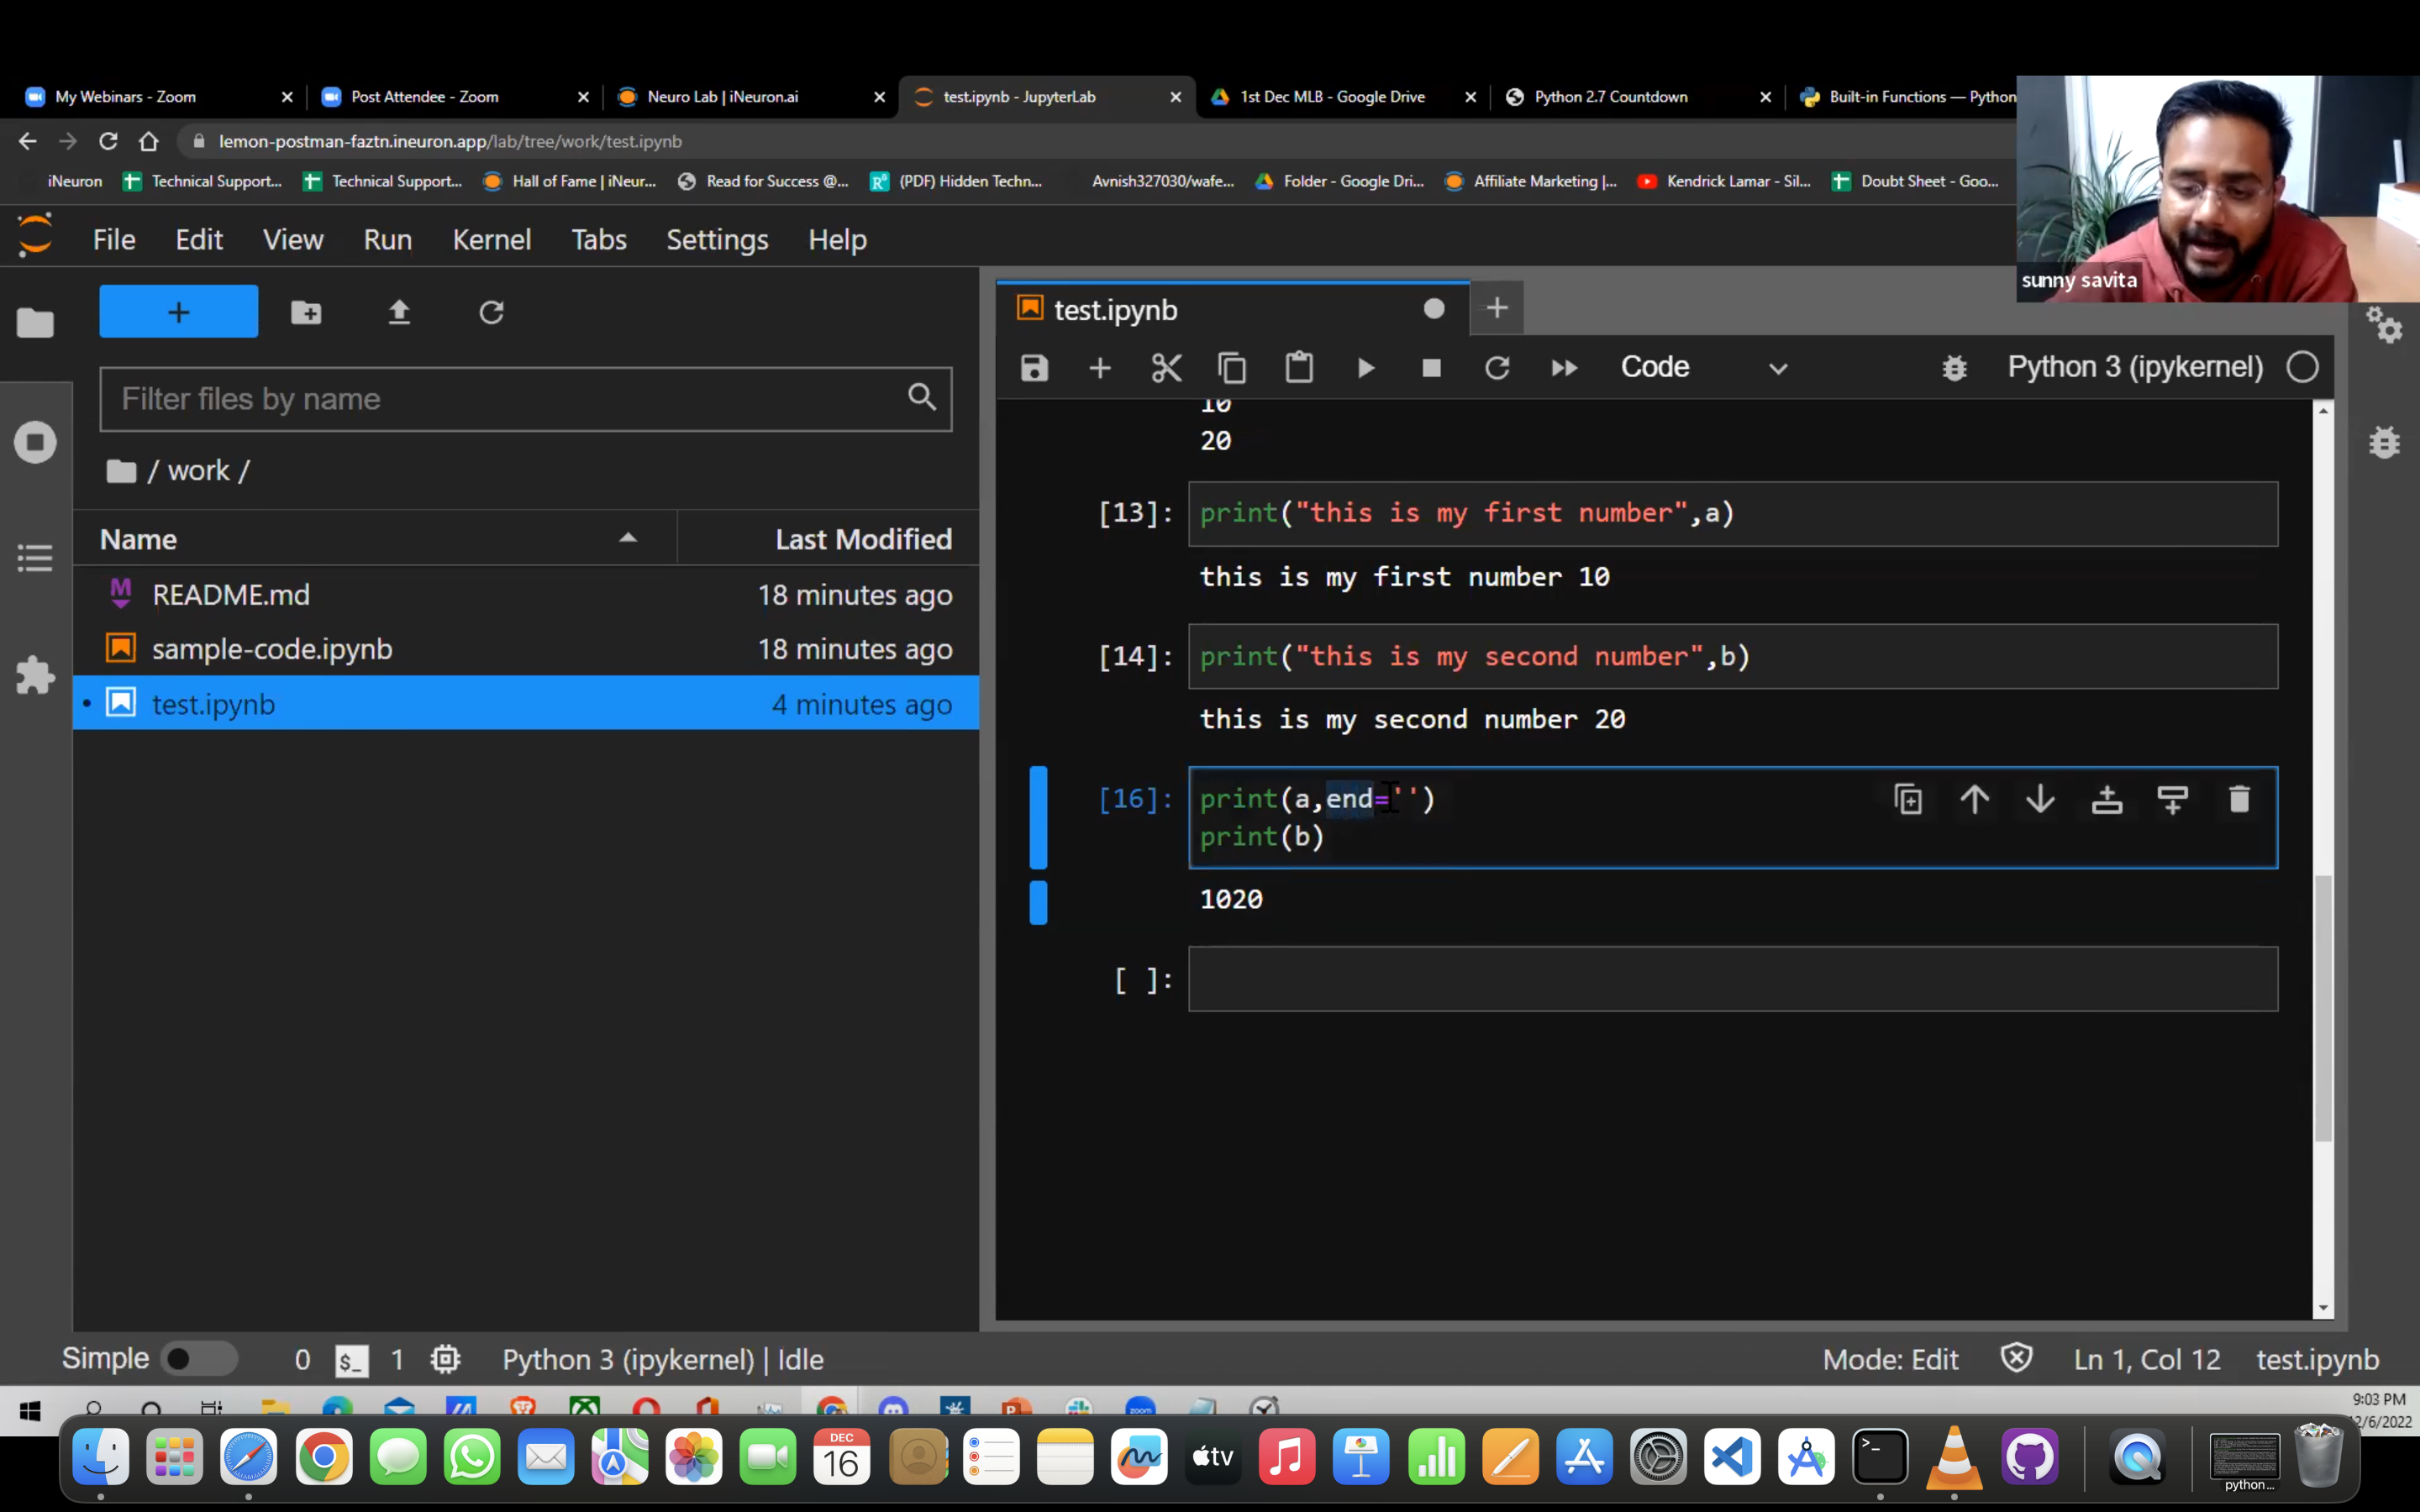 My Webinars - Zoom
Post Attendee - Zoom
Neuro Lab | iNeuron.ai
test.ipynb - JupyterLab
1st Dec MLB - Google Drive
Python 2.7 Countdown
Built-in Functions — Python
lemon-postman-faztn.ineuron.app/lab/tree/work/test.ipynb
iNeuron
Technical Support...
Technical Support...
Hall of Fame | iNeur...
Read for Success @...
(PDF) Hidden Techn...
Avnish327030/wafe...
Folder - Google Dri...
Affiliate Marketing |...
Kendrick Lamar - Sil...
Doubt Sheet - Goo...
sunny savita
File Edit View Run Kernel Tabs Settings Help
Filter files by name
/ work /
Name Last Modified
README.md 18 minutes ago
sample-code.ipynb 18 minutes ago
test.ipynb 4 minutes ago
test.ipynb
Code
Python 3 (ipykernel)
10
20
[13]: print("this is my first number",a)
this is my first number 10
[14]: print("this is my second number",b)
this is my second number 20
[16]: print(a,end='')
print(b)
1020
[ ]:
Simple 0 $_ 1 Python 3 (ipykernel) | Idle
Mode: Edit Ln 1, Col 12 test.ipynb
9:03 PM
2/6/2022
zoom
DEC
16
tv
python...